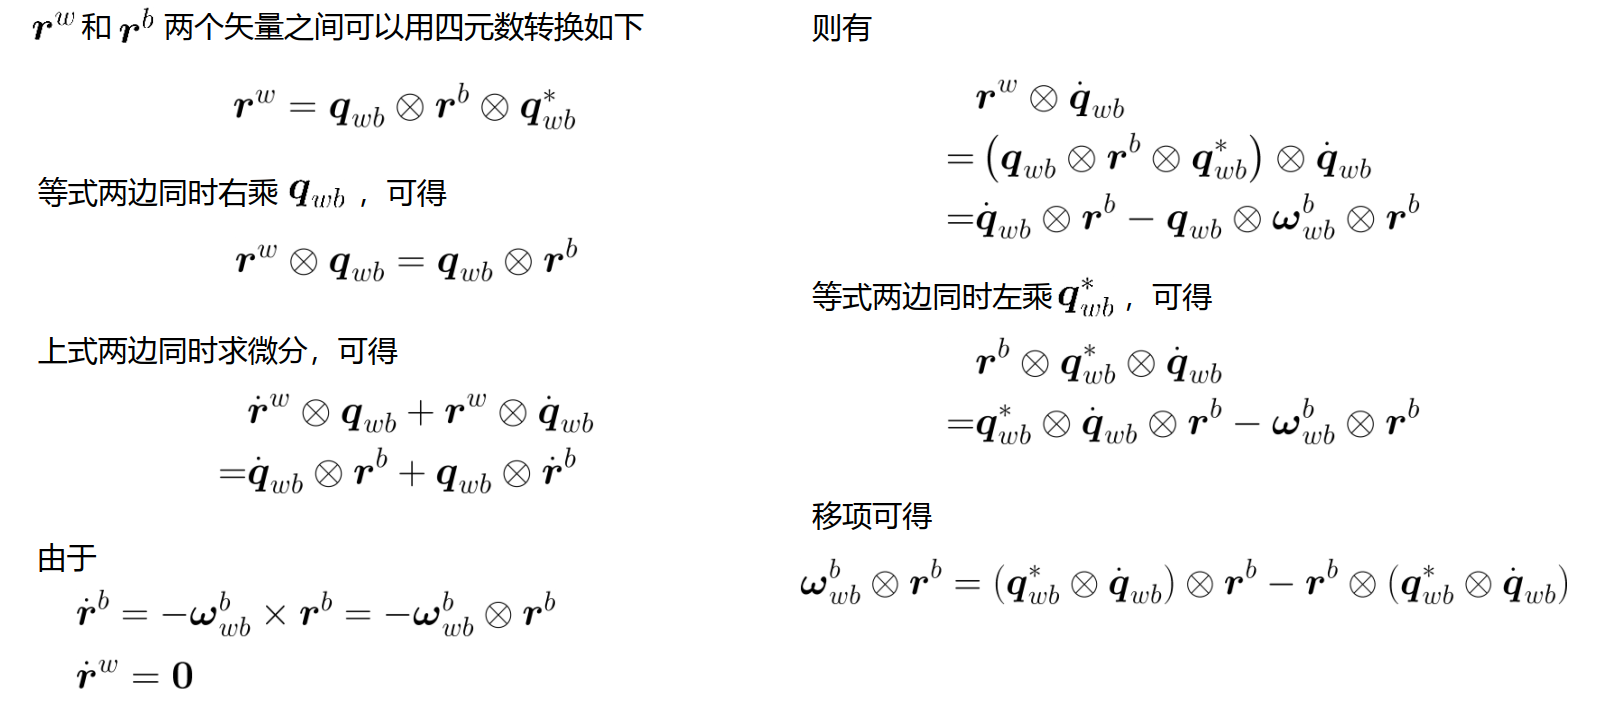 $\boldsymbol{r}^w$ 和 $\boldsymbol{r}^b$ 两个矢量之间可以用四元数转换如下
$\boldsymbol{r}^w = \boldsymbol{q}_{wb} \otimes \boldsymbol{r}^b \otimes \boldsymbol{q}_{wb}^*$
等式两边同时右乘 $\boldsymbol{q}_{wb}$ ，可得
$\boldsymbol{r}^w \otimes \boldsymbol{q}_{wb} = \boldsymbol{q}_{wb} \otimes \boldsymbol{r}^b$
上式两边同时求微分，可得
$\dot{\boldsymbol{r}}^w \otimes \boldsymbol{q}_{wb} + \boldsymbol{r}^w \otimes \dot{\boldsymbol{q}}_{wb}$
$= \dot{\boldsymbol{q}}_{wb} \otimes \boldsymbol{r}^b + \boldsymbol{q}_{wb} \otimes \dot{\boldsymbol{r}}^b$
由于
$\dot{\boldsymbol{r}}^b = -\boldsymbol{\omega}_{wb}^b \times \boldsymbol{r}^b = -\boldsymbol{\omega}_{wb}^b \otimes \boldsymbol{r}^b$
$\dot{\boldsymbol{r}}^w = \boldsymbol{0}$
则有
$\boldsymbol{r}^w \otimes \dot{\boldsymbol{q}}_{wb}$
$= (\boldsymbol{q}_{wb} \otimes \boldsymbol{r}^b \otimes \boldsymbol{q}_{wb}^*) \otimes \dot{\boldsymbol{q}}_{wb}$
$= \dot{\boldsymbol{q}}_{wb} \otimes \boldsymbol{r}^b - \boldsymbol{q}_{wb} \otimes \boldsymbol{\omega}_{wb}^b \otimes \boldsymbol{r}^b$
等式两边同时左乘 $\boldsymbol{q}_{wb}^*$ ，可得
$\boldsymbol{r}^b \otimes \boldsymbol{q}_{wb}^* \otimes \dot{\boldsymbol{q}}_{wb}$
$= \boldsymbol{q}_{wb}^* \otimes \dot{\boldsymbol{q}}_{wb} \otimes \boldsymbol{r}^b - \boldsymbol{\omega}_{wb}^b \otimes \boldsymbol{r}^b$
移项可得
$\boldsymbol{\omega}_{wb}^b \otimes \boldsymbol{r}^b = (\boldsymbol{q}_{wb}^* \otimes \dot{\boldsymbol{q}}_{wb}) \otimes \boldsymbol{r}^b - \boldsymbol{r}^b \otimes (\boldsymbol{q}_{wb}^* \otimes \dot{\boldsymbol{q}}_{wb})$